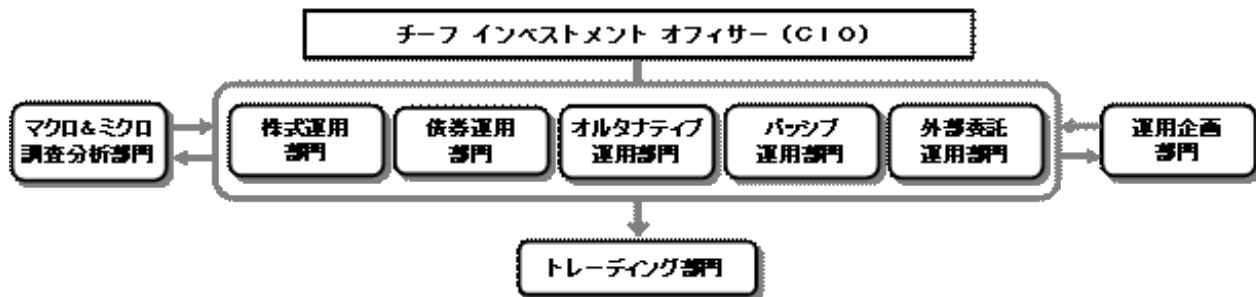 チーフ インベストメント オフィサー（CIO）
マクロ＆ミクロ
調査分析部門
株式運用
部門
債券運用
部門
オルタナティブ
運用部門
パッシブ
運用部門
外部委託
運用部門
運用企画
部門
トレーディング部門